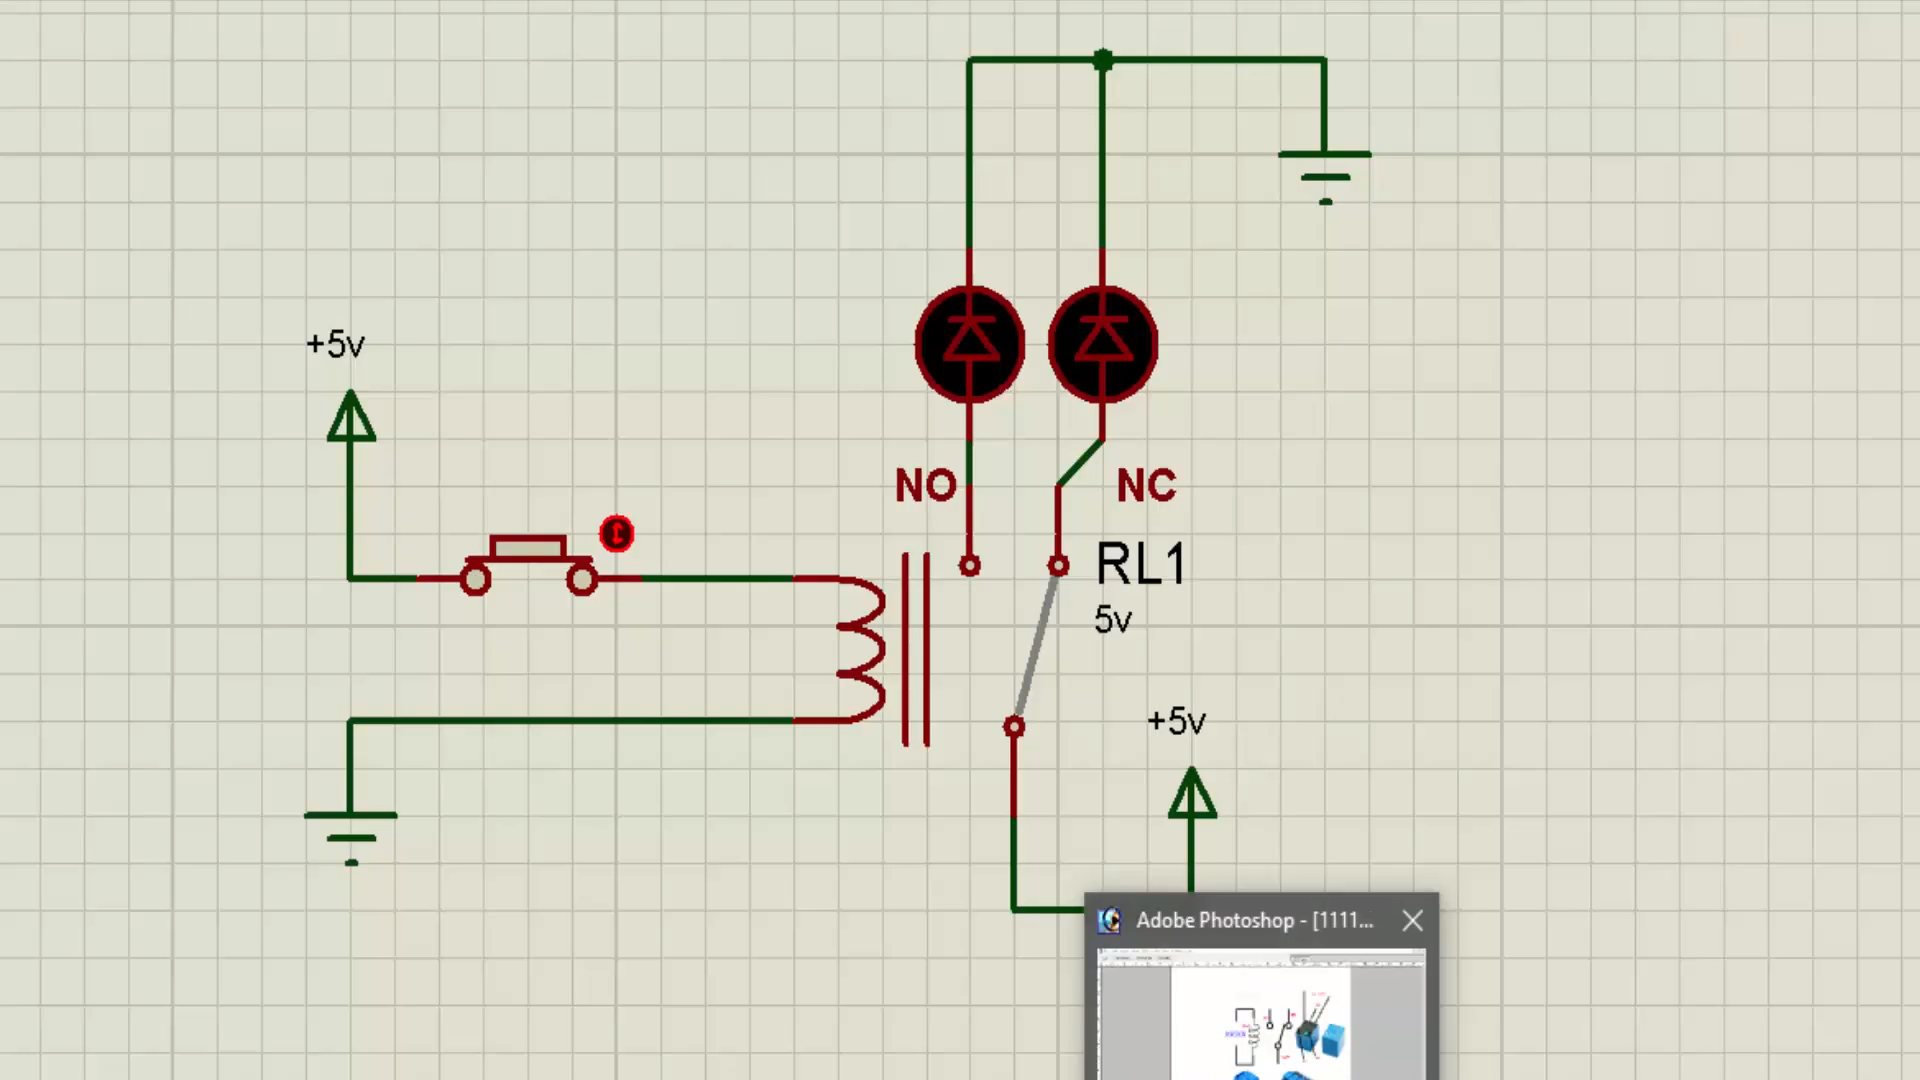 +5v
NO
NC
RL1
5v
+5v
Adobe Photoshop - [1111...